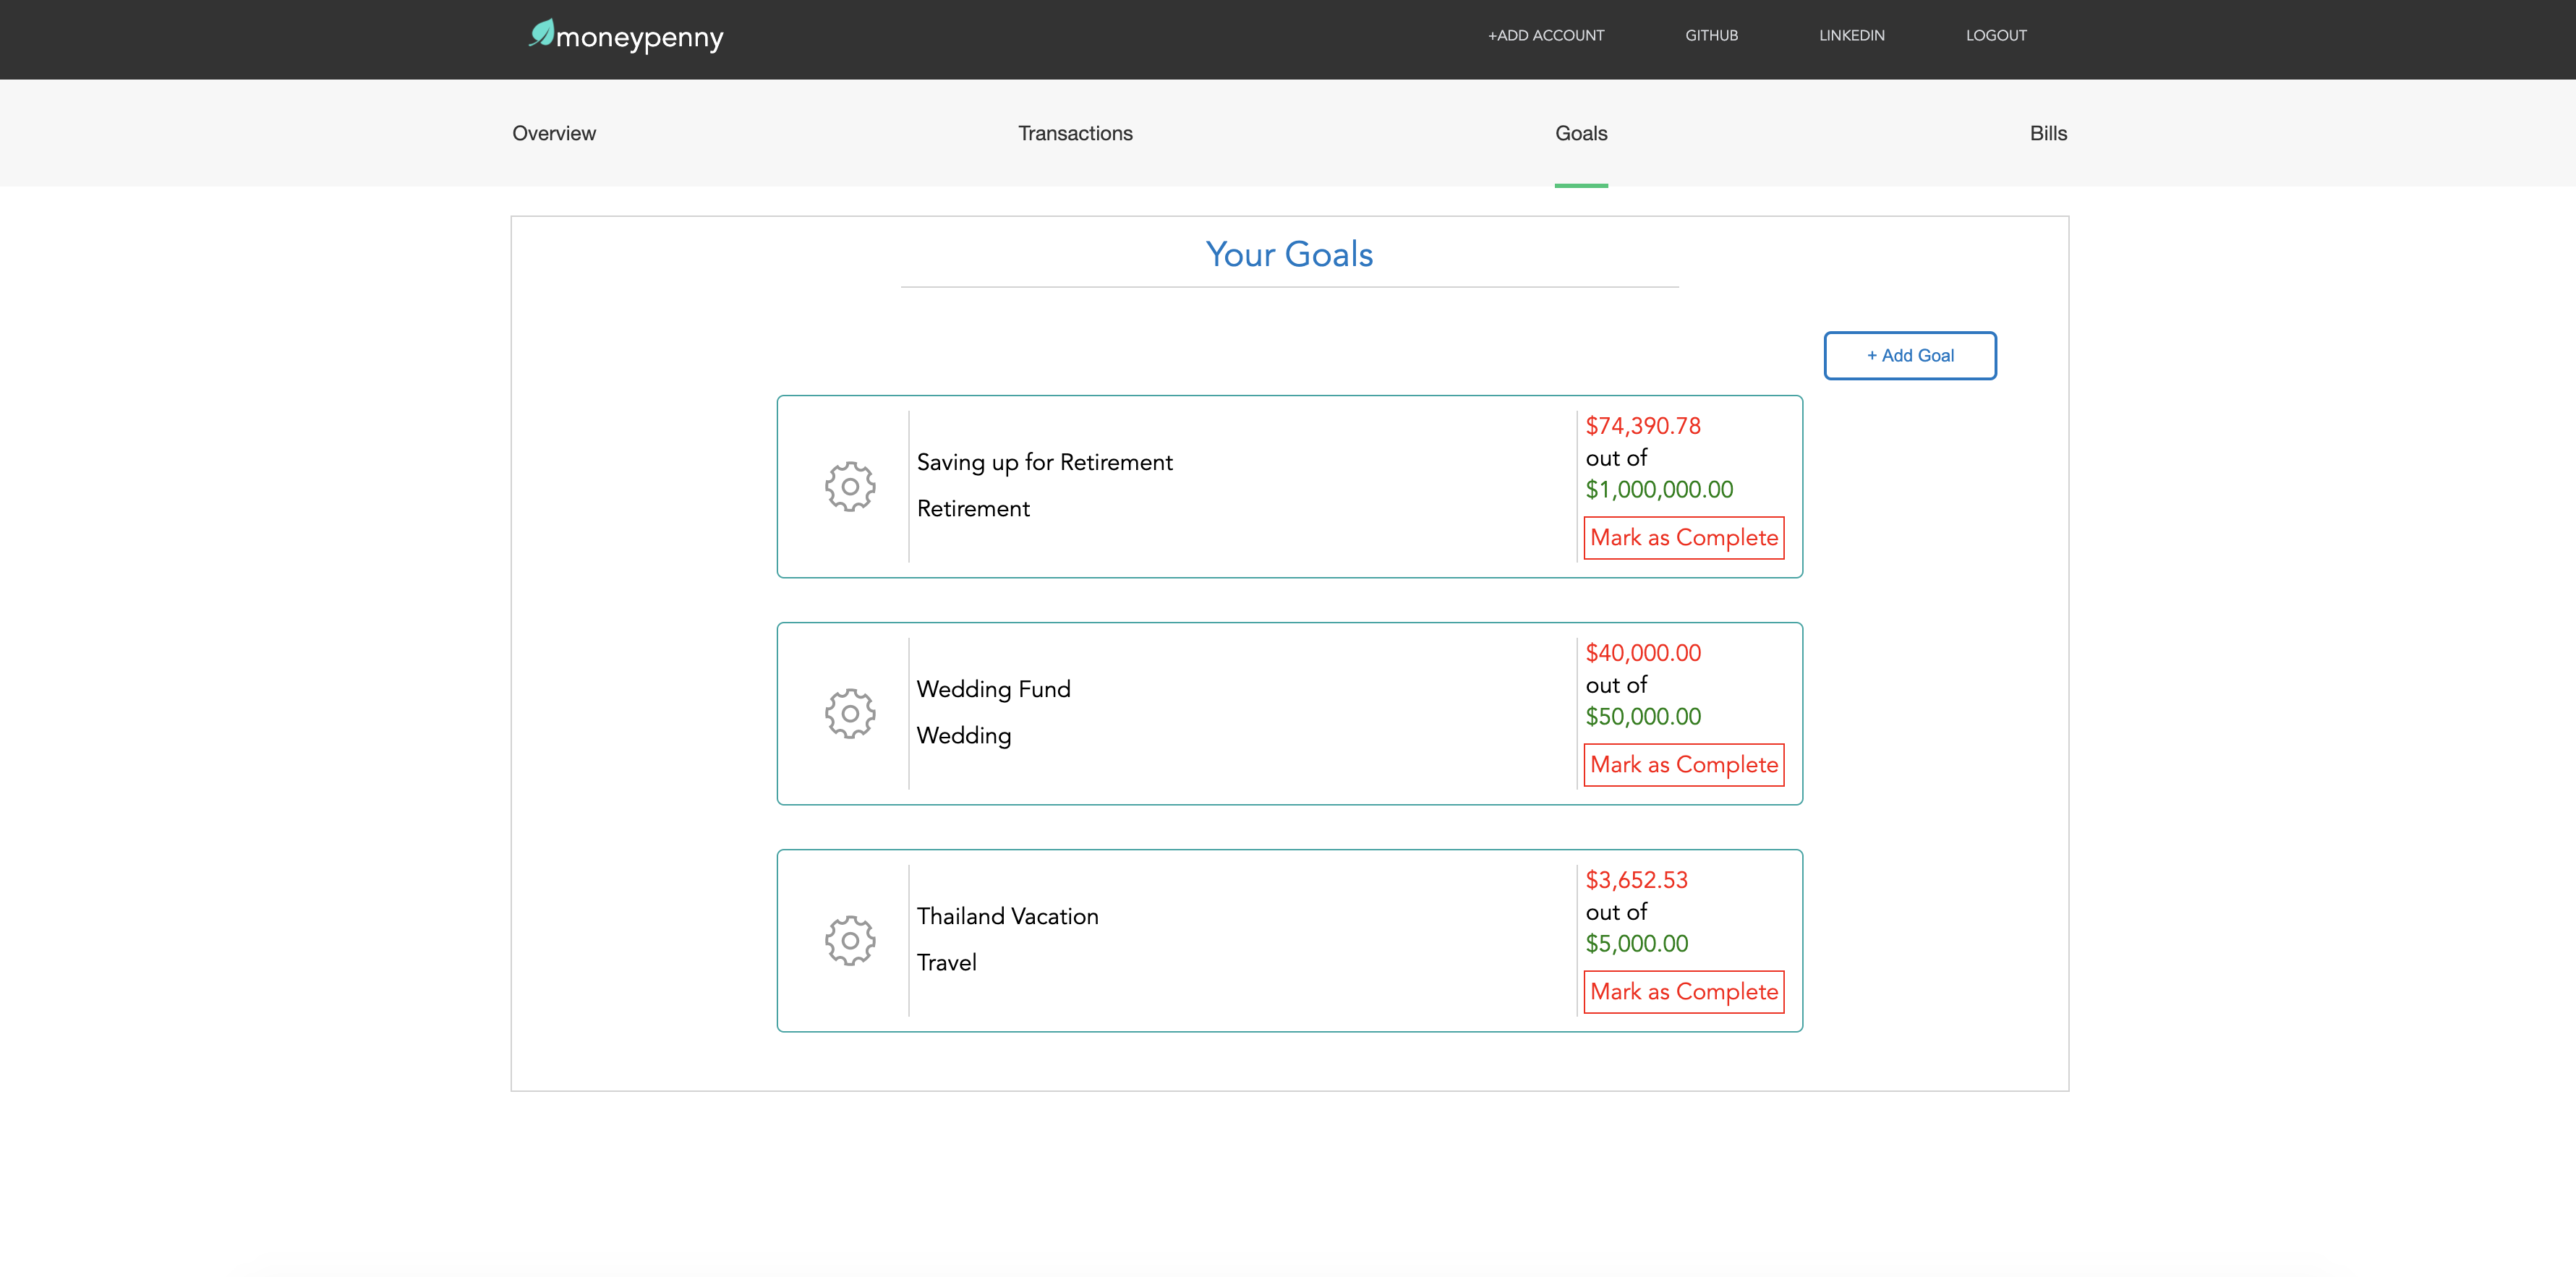 moneypenny
+ADD ACCOUNT
GITHUB
LINKEDIN
LOGOUT
Overview
Transactions
Goals
Bills
Your Goals
+ Add Goal
Saving up for Retirement
Retirement
$74,390.78
out of
$1,000,000.00
Mark as Complete
Wedding Fund
Wedding
$40,000.00
out of
$50,000.00
Mark as Complete
Thailand Vacation
Travel
$3,652.53
out of
$5,000.00
Mark as Complete